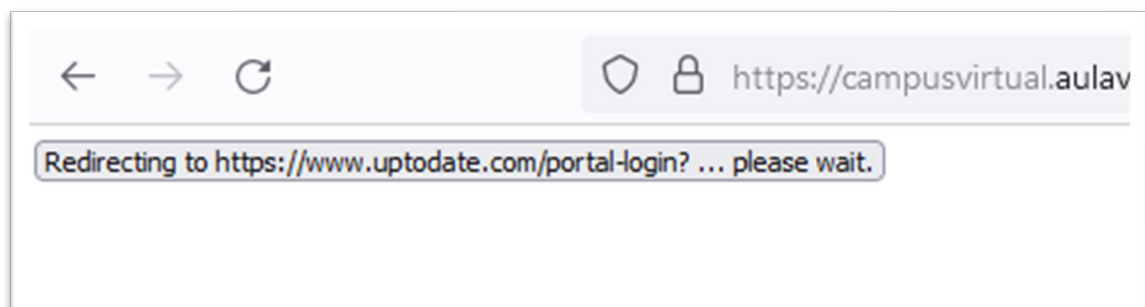 https://campusvirtual.aulav
Redirecting to https://www.uptodate.com/portal-login? ... please wait.